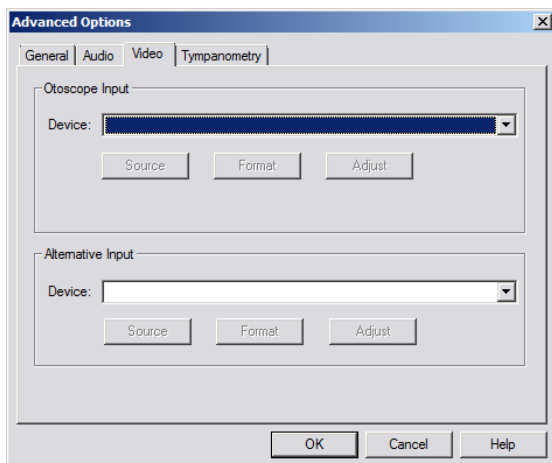 Advanced Options
General Audio Video Tympanometry
Otoscope Input
Device:
Source Format Adjust
Alternative Input
Device:
Source Format Adjust
OK Cancel Help